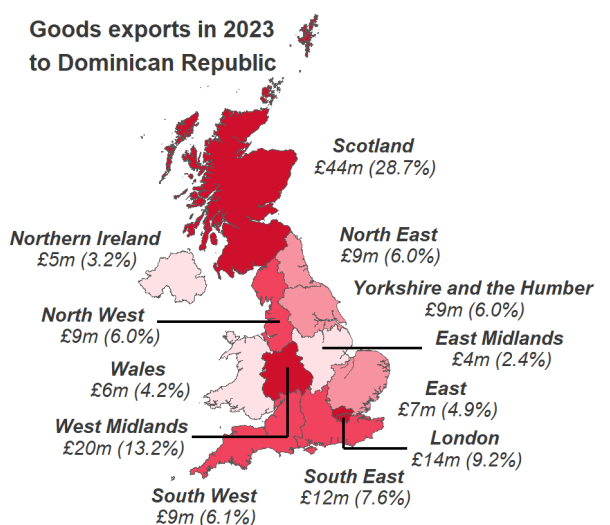 Goods exports in 2023
to Dominican Republic
Scotland
£44m (28.7%)
Northern Ireland
£5m (3.2%)
North East
£9m (6.0%)
Yorkshire and the Humber
£9m (6.0%)
North West
£9m (6.0%)
East Midlands
£4m (2.4%)
Wales
£6m (4.2%)
East
£7m (4.9%)
West Midlands
£20m (13.2%)
London
£14m (9.2%)
South East
£12m (7.6%)
South West
£9m (6.1%)